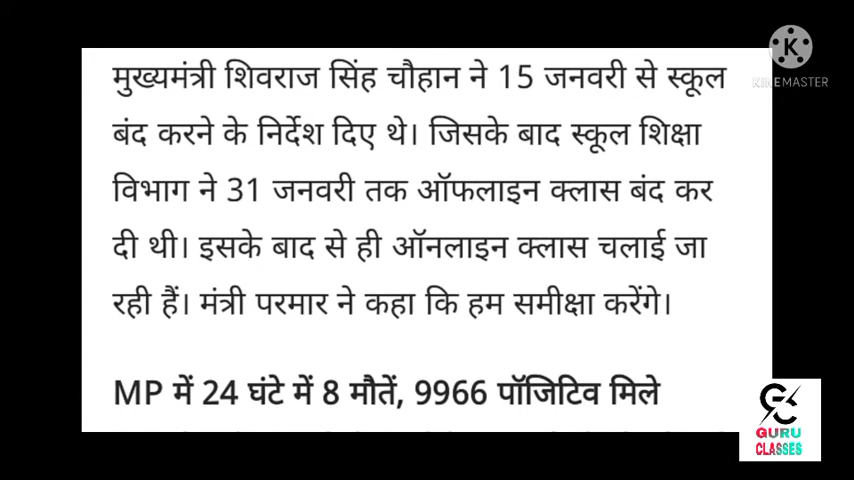 मुख्यमंत्री शिवराज सिंह चौहान ने 15 जनवरी से स्कूल
बंद करने के निर्देश दिए थे। जिसके बाद स्कूल शिक्षा
विभाग ने 31 जनवरी तक ऑफलाइन क्लास बंद कर
दी थी। इसके बाद से ही ऑनलाइन क्लास चलाई जा
रही हैं। मंत्री परमार ने कहा कि हम समीक्षा करेंगे।
MP में 24 घंटे में 8 मौतें, 9966 पॉजिटिव मिले
K
KINEMASTER
GURU
CLASSES